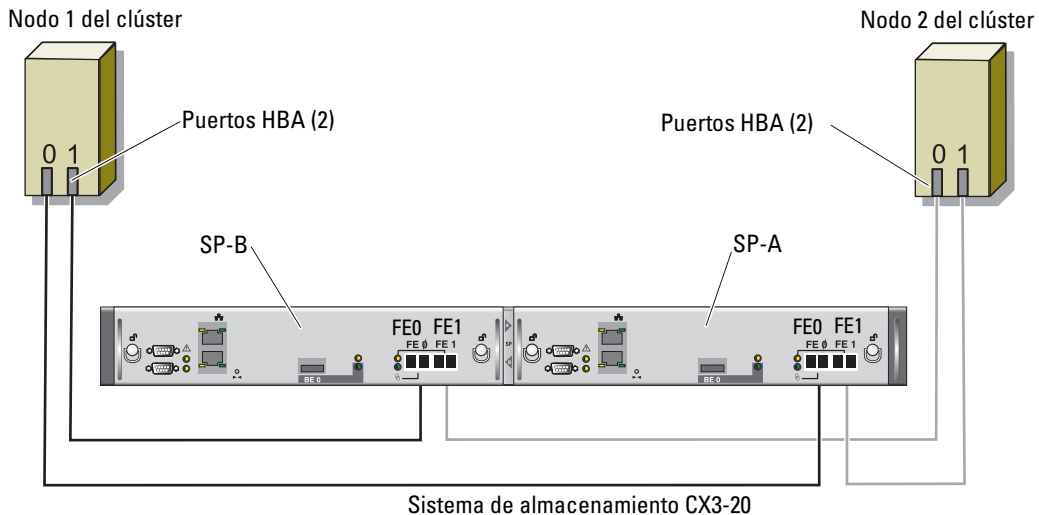 Nodo 1 del clúster
Nodo 2 del clúster
Puertos HBA (2)
Puertos HBA (2)
0 1
0 1
SP-B
SP-A
FE0 FE1
FE0 FE1
FE 0 FE 1
FE 0 FE 1
SP
BE 0
BE 0
Sistema de almacenamiento CX3-20